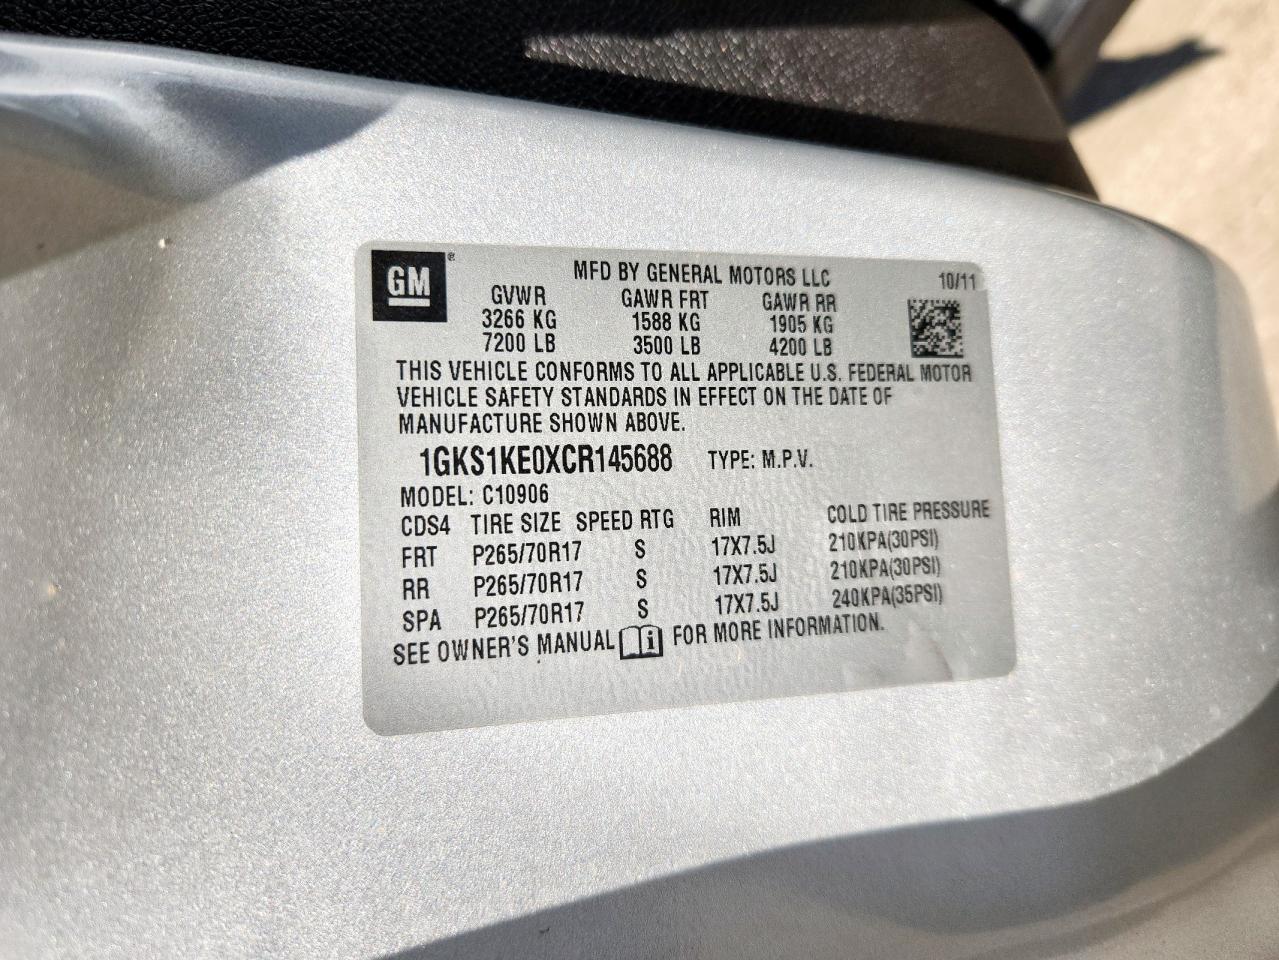 GM®
MFD BY GENERAL MOTORS LLC 10/11
GVWR GAWR FRT GAWR RR
3266 KG 1588 KG 1905 KG
7200 LB 3500 LB 4200 LB
THIS VEHICLE CONFORMS TO ALL APPLICABLE U.S. FEDERAL MOTOR
VEHICLE SAFETY STANDARDS IN EFFECT ON THE DATE OF
MANUFACTURE SHOWN ABOVE.
1GKS1KE0XCR145688 TYPE: M.P.V.
MODEL: C10906
CDS4 TIRE SIZE SPEED RTG RIM COLD TIRE PRESSURE
FRT P265/70R17 S 17X7.5J 210KPA(30PSI)
RR P265/70R17 S 17X7.5J 210KPA(30PSI)
SPA P265/70R17 S 17X7.5J 240KPA(35PSI)
SEE OWNER'S MANUAL i FOR MORE INFORMATION.